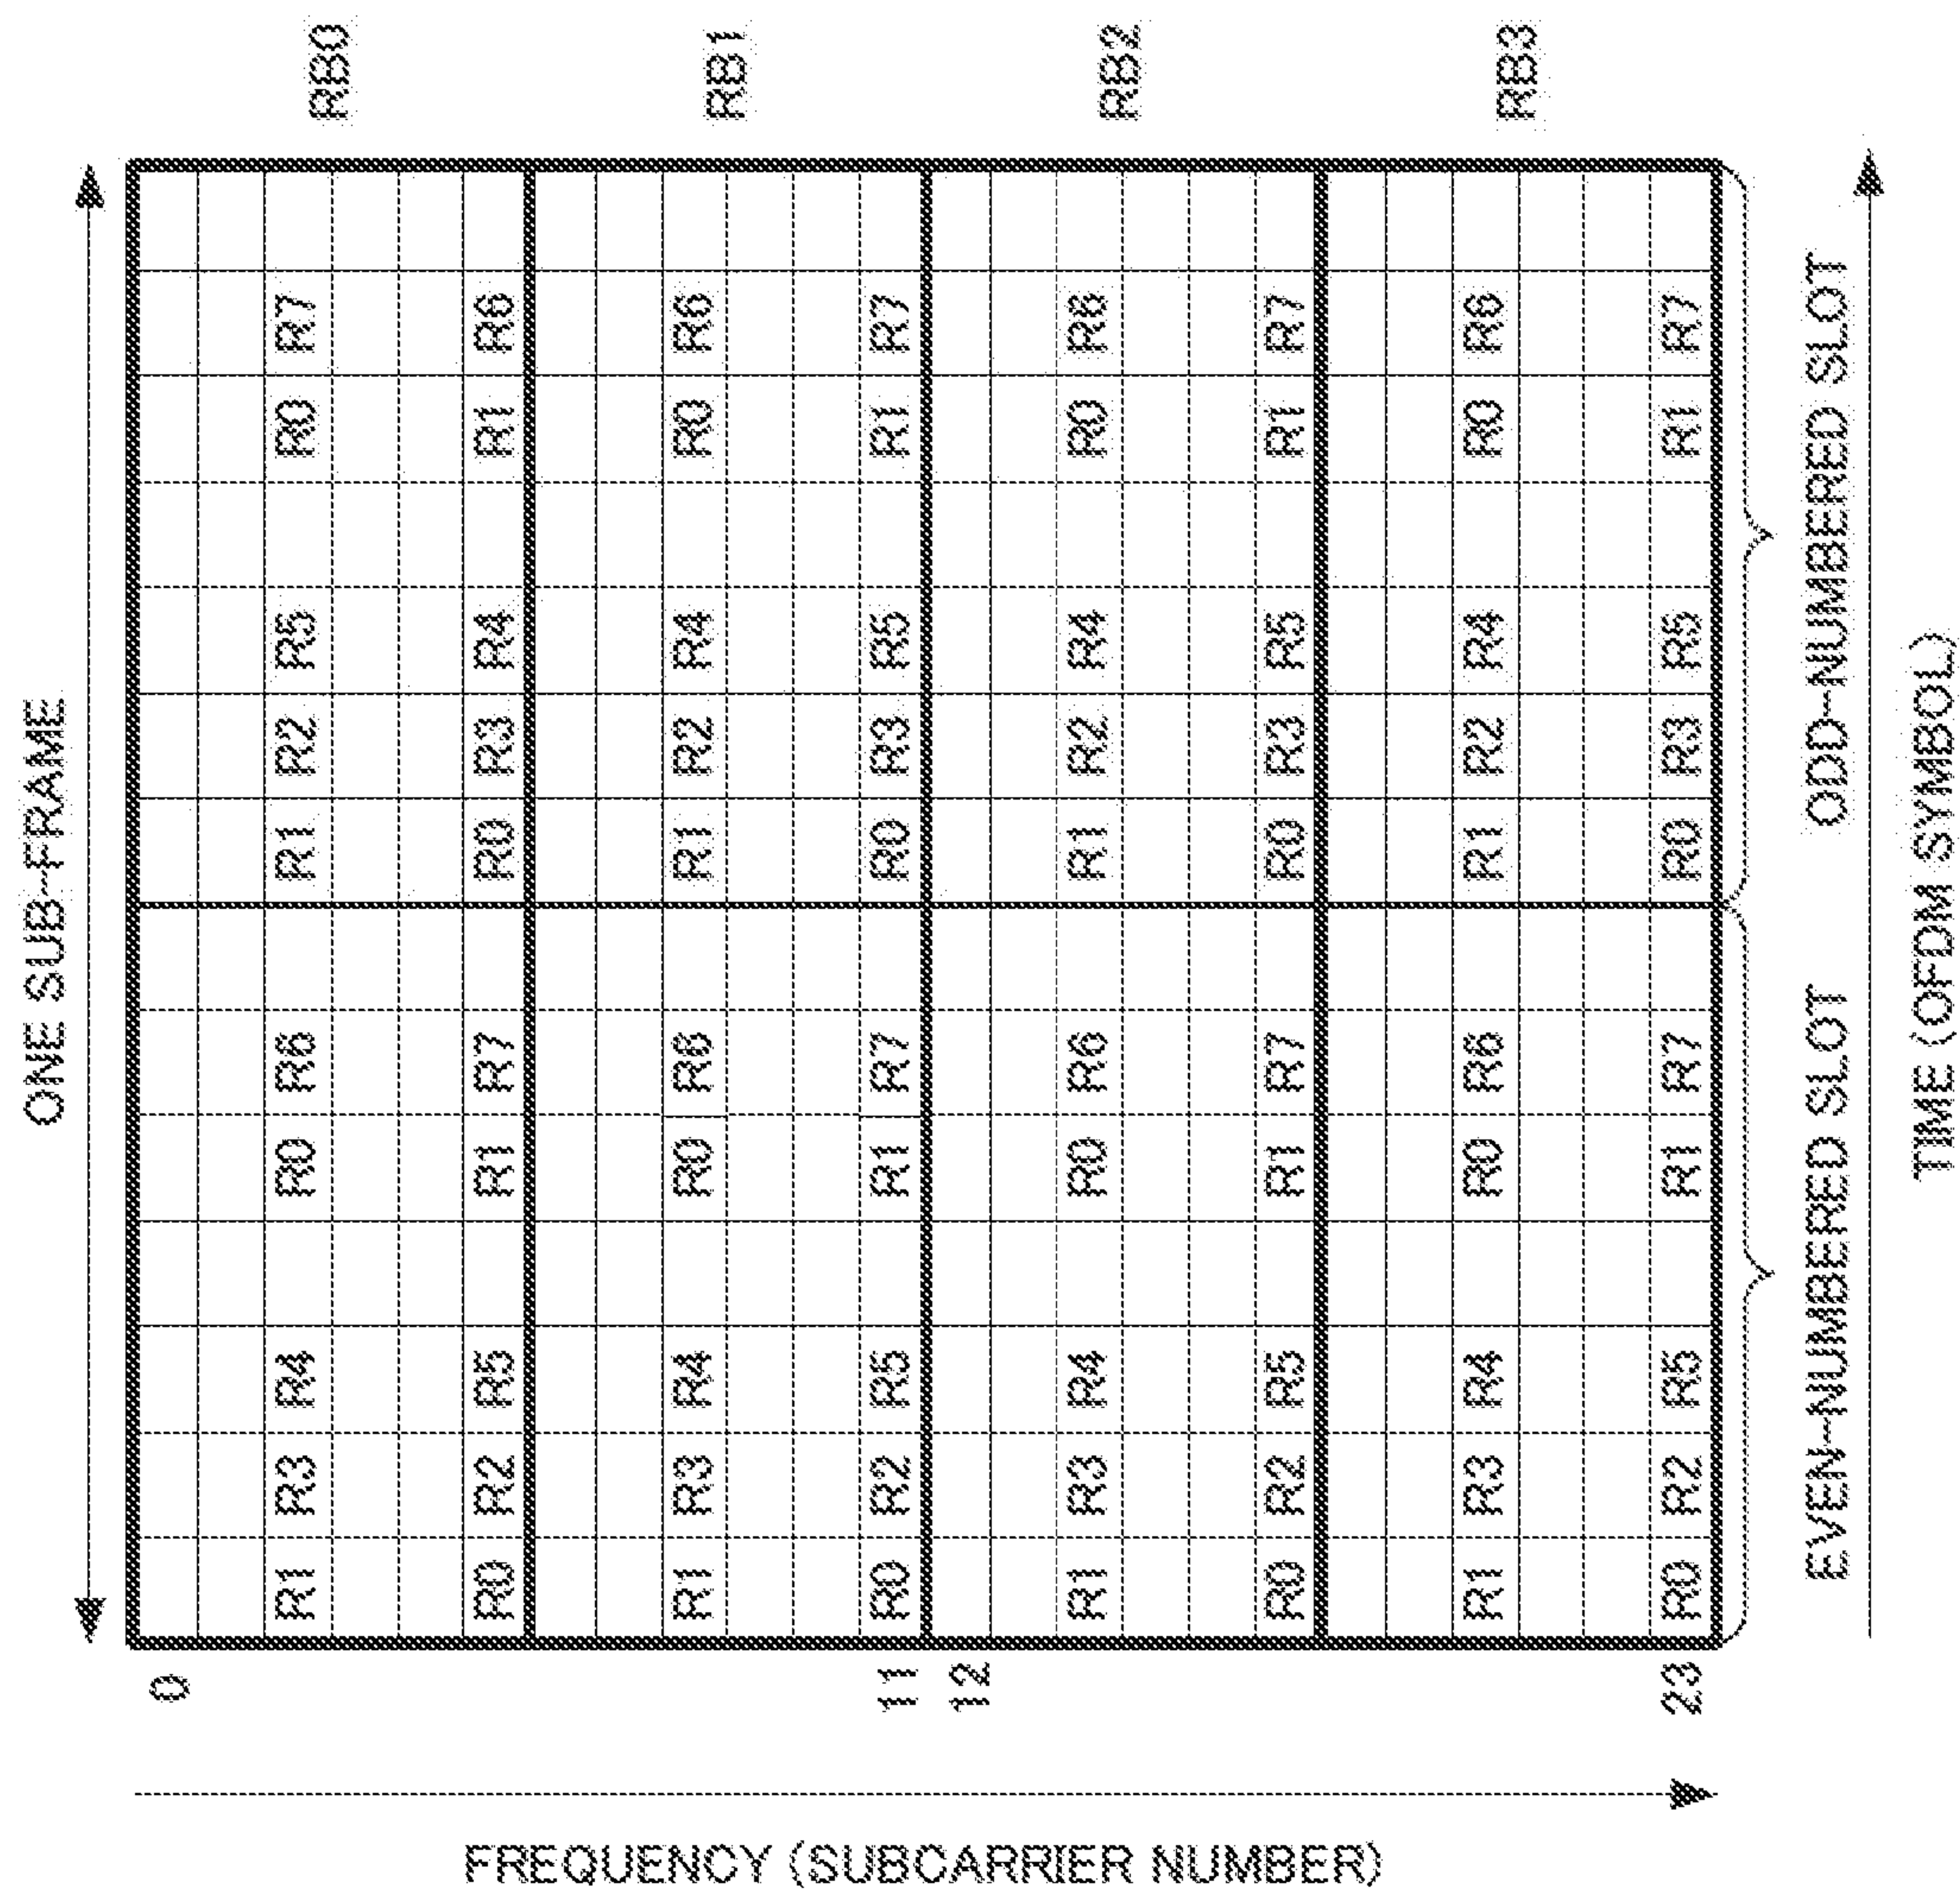 ONE SUB-FRAME
0
R1 R3 R4 R0 R6 R1 R2 R5 R0 R7
RB0
R0 R2 R5 R1 R7 R0 R3 R4 R1 R6
R1 R3 R4 R0 R6 R1 R2 R4 R0 R6
RB1
11 R0 R2 R5 R1 R7 R0 R3 R5 R1 R7
12
R1 R3 R4 R0 R6 R1 R2 R4 R0 R6
RB2
R0 R2 R5 R1 R7 R0 R3 R5 R1 R7
R1 R3 R4 R0 R6 R1 R2 R4 R0 R6
RB3
23 R0 R2 R5 R1 R7 R0 R3 R5 R1 R7
FREQUENCY (SUBCARRIER NUMBER)
EVEN-NUMBERED SLOT
ODD-NUMBERED SLOT
TIME (OFDM SYMBOL)